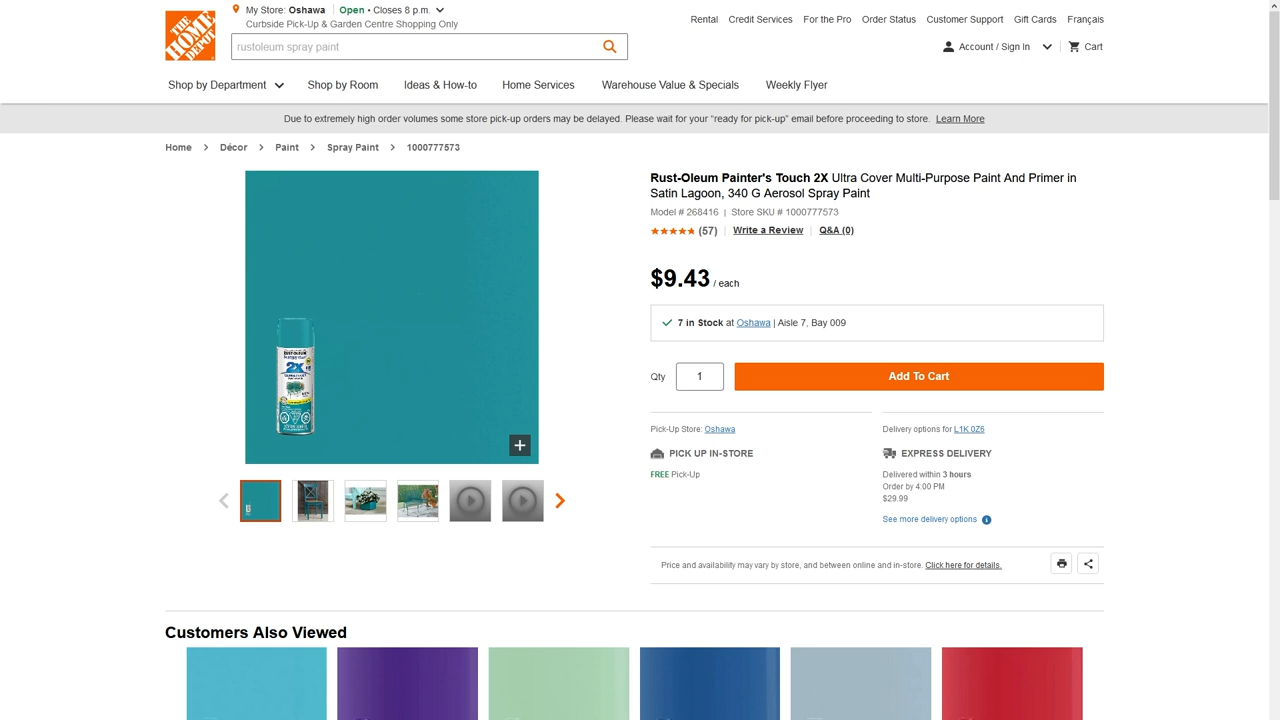 THE HOME DEPOT
My Store: Oshawa
Open • Closes 8 p.m.
Curbside Pick-Up & Garden Centre Shopping Only
Rental Credit Services For the Pro Order Status Customer Support Gift Cards Français
rustoleum spray paint
Account / Sign In Cart
Shop by Department Shop by Room Ideas & How-to Home Services Warehouse Value & Specials Weekly Flyer
Due to extremely high order volumes some store pick-up orders may be delayed. Please wait for your "ready for pick-up" email before proceeding to store. Learn More
Home Décor Paint Spray Paint 1000777573
Rust-Oleum Painter's Touch 2X Ultra Cover Multi-Purpose Paint And Primer in
Satin Lagoon, 340 G Aerosol Spray Paint
Model # 268416 | Store SKU # 1000777573
(57) Write a Review Q&A (0)
$9.43 / each
7 in Stock at Oshawa | Aisle 7, Bay 009
Qty 1 Add To Cart
2X
Pick-Up Store: Oshawa
PICK UP IN-STORE
FREE Pick-Up
Delivery options for L1K 0Z6
EXPRESS DELIVERY
Delivered within 3 hours
Order by 4:00 PM
$29.99
See more delivery options
Price and availability may vary by store, and between online and in-store. Click here for details.
Customers Also Viewed